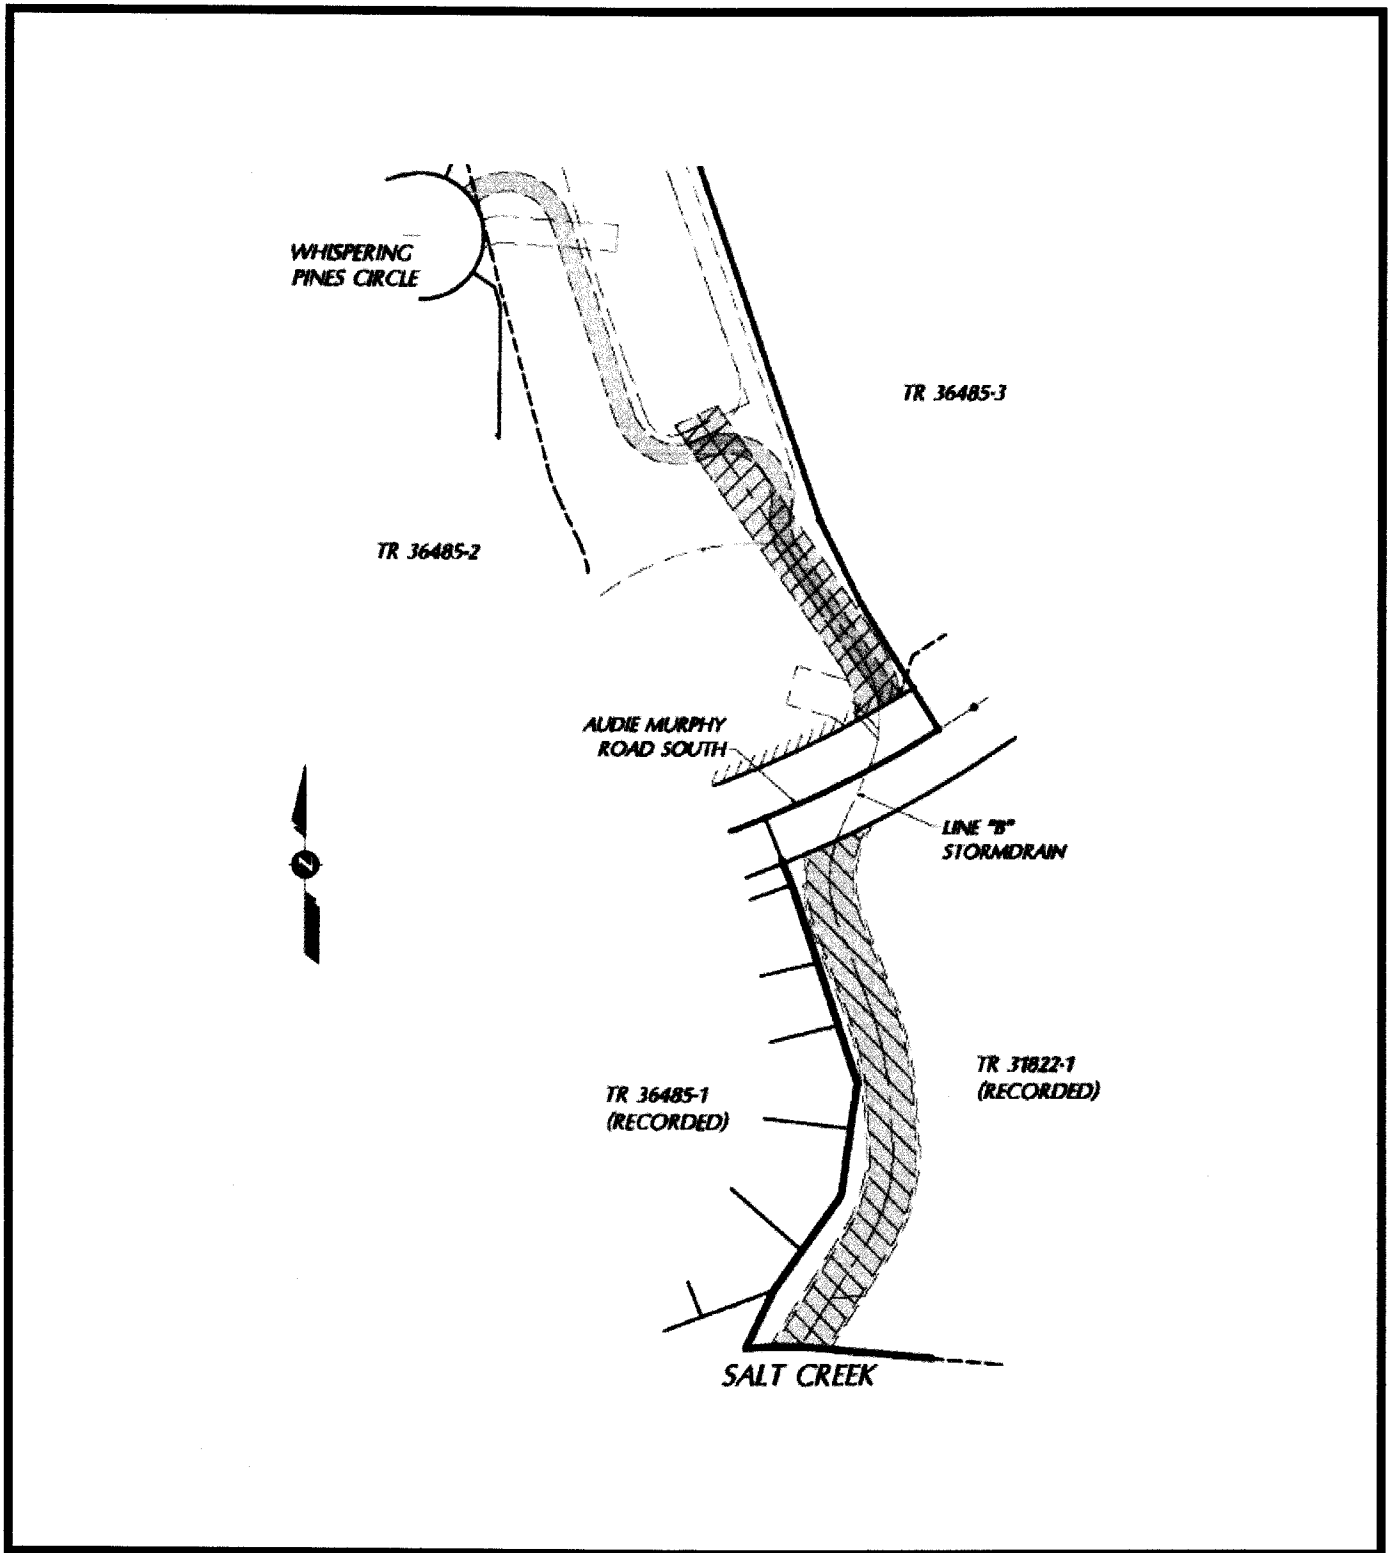 WHISPERING
PINES CIRCLE
TR 36485-3
TR 36485-2
AUDIE MURPHY
ROAD SOUTH
Z
LINE "B"
STORMDRAIN
TR 31822-1
(RECORDED)
TR 36485-1
(RECORDED)
SALT CREEK